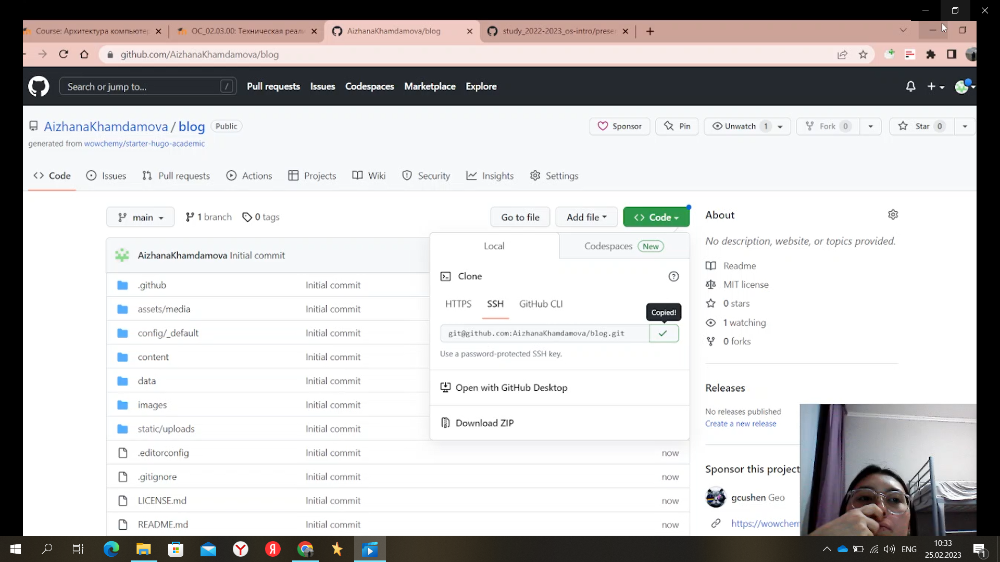 Course: Архитектура компьютер
ОС_02.03.00: Техническая реали
AizhanaKhamdamova/blog
study_2022-2023_os-intro/prese
github.com/AizhanaKhamdamova/blog
Search or jump to... /
Pull requests Issues Codespaces Marketplace Explore
AizhanaKhamdamova / blog Public
Sponsor Pin Unwatch 1 Fork 0 Star 0
generated from wowchemy/starter-hugo-academic
Code Issues Pull requests Actions Projects Wiki Security Insights Settings
main 1 branch 0 tags Go to file Add file Code
AizhanaKhamdamova Initial commit
.github Initial commit
assets/media Initial commit
config/_default Initial commit
content Initial commit
data Initial commit
images Initial commit
static/uploads Initial commit
.editorconfig Initial commit now
.gitignore Initial commit now
LICENSE.md Initial commit now
README.md Initial commit now
Local Codespaces New
Clone
HTTPS SSH GitHub CLI
Copied!
git@github.com:AizhanaKhamdamova/blog.git
Use a password-protected SSH key.
Open with GitHub Desktop
Download ZIP
About
No description, website, or topics provided.
Readme
MIT license
0 stars
1 watching
0 forks
Releases
No releases published
Create a new release
Sponsor this project
gcushen Geo
https://wowchem
ENG
10:33
25.02.2023
1